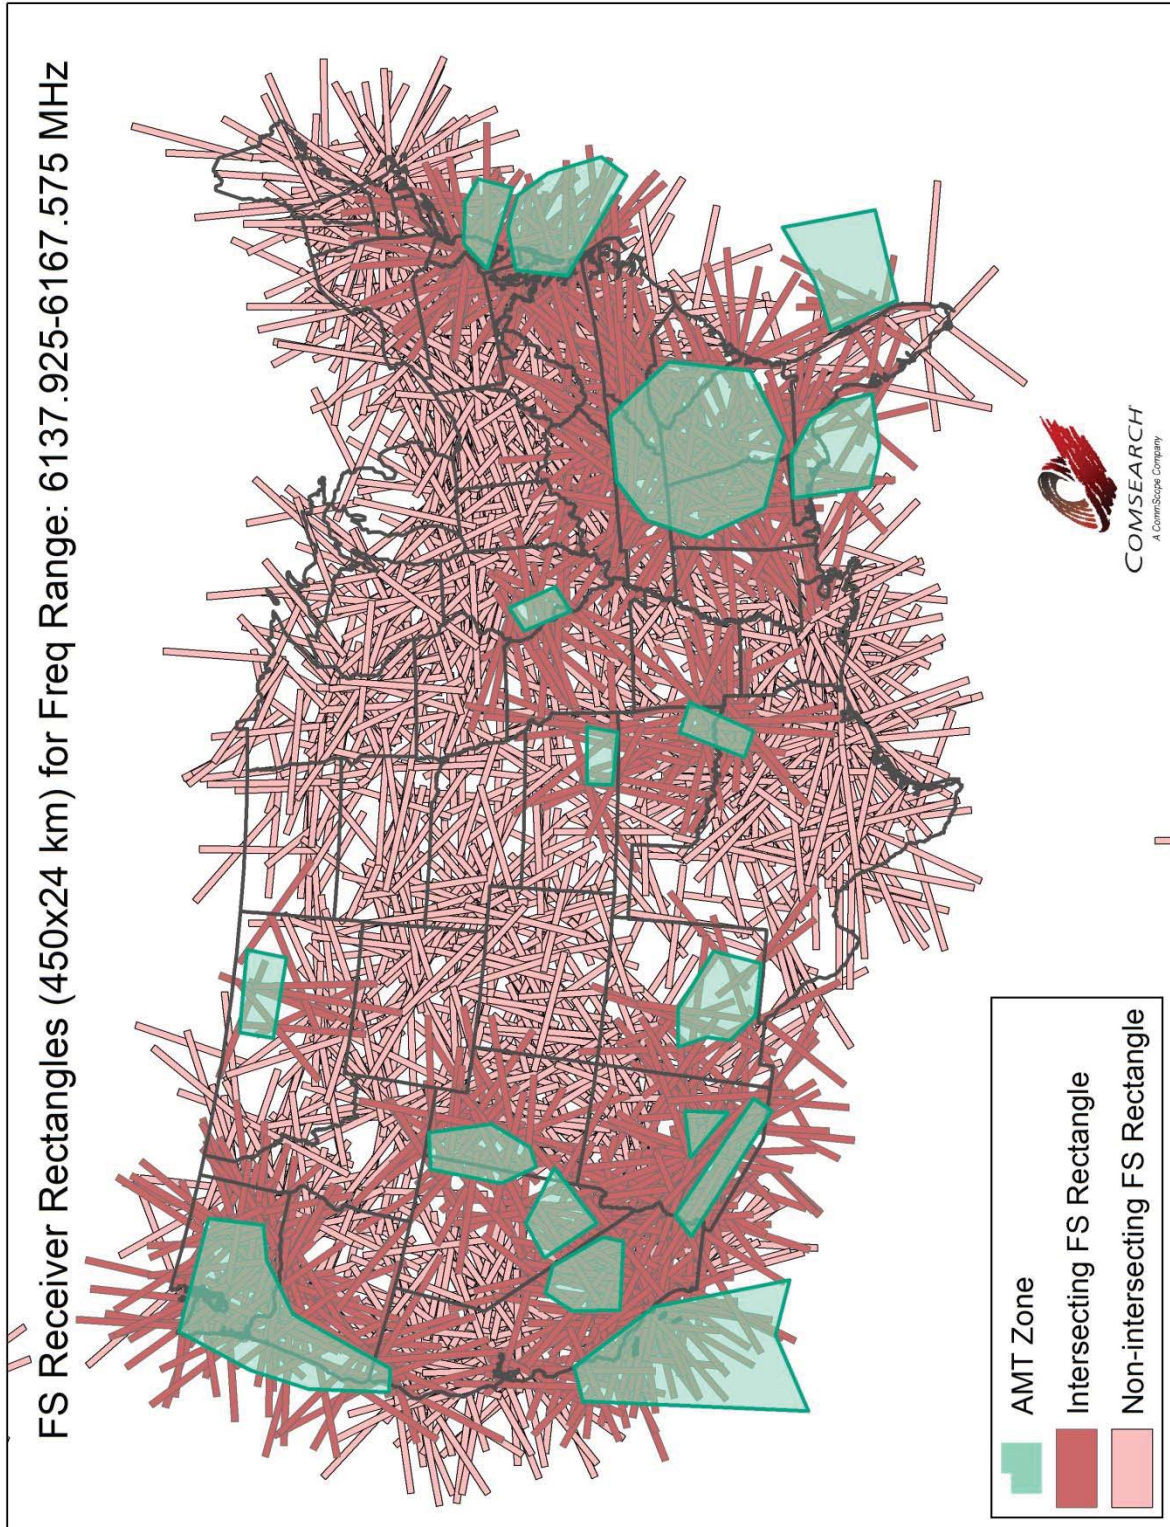 FS Receiver Rectangles (450x24 km) for Freq Range: 6137.925-6167.575 MHz
AMT Zone
Intersecting FS Rectangle
Non-intersecting FS Rectangle
COMSEARCH
A CommScope Company